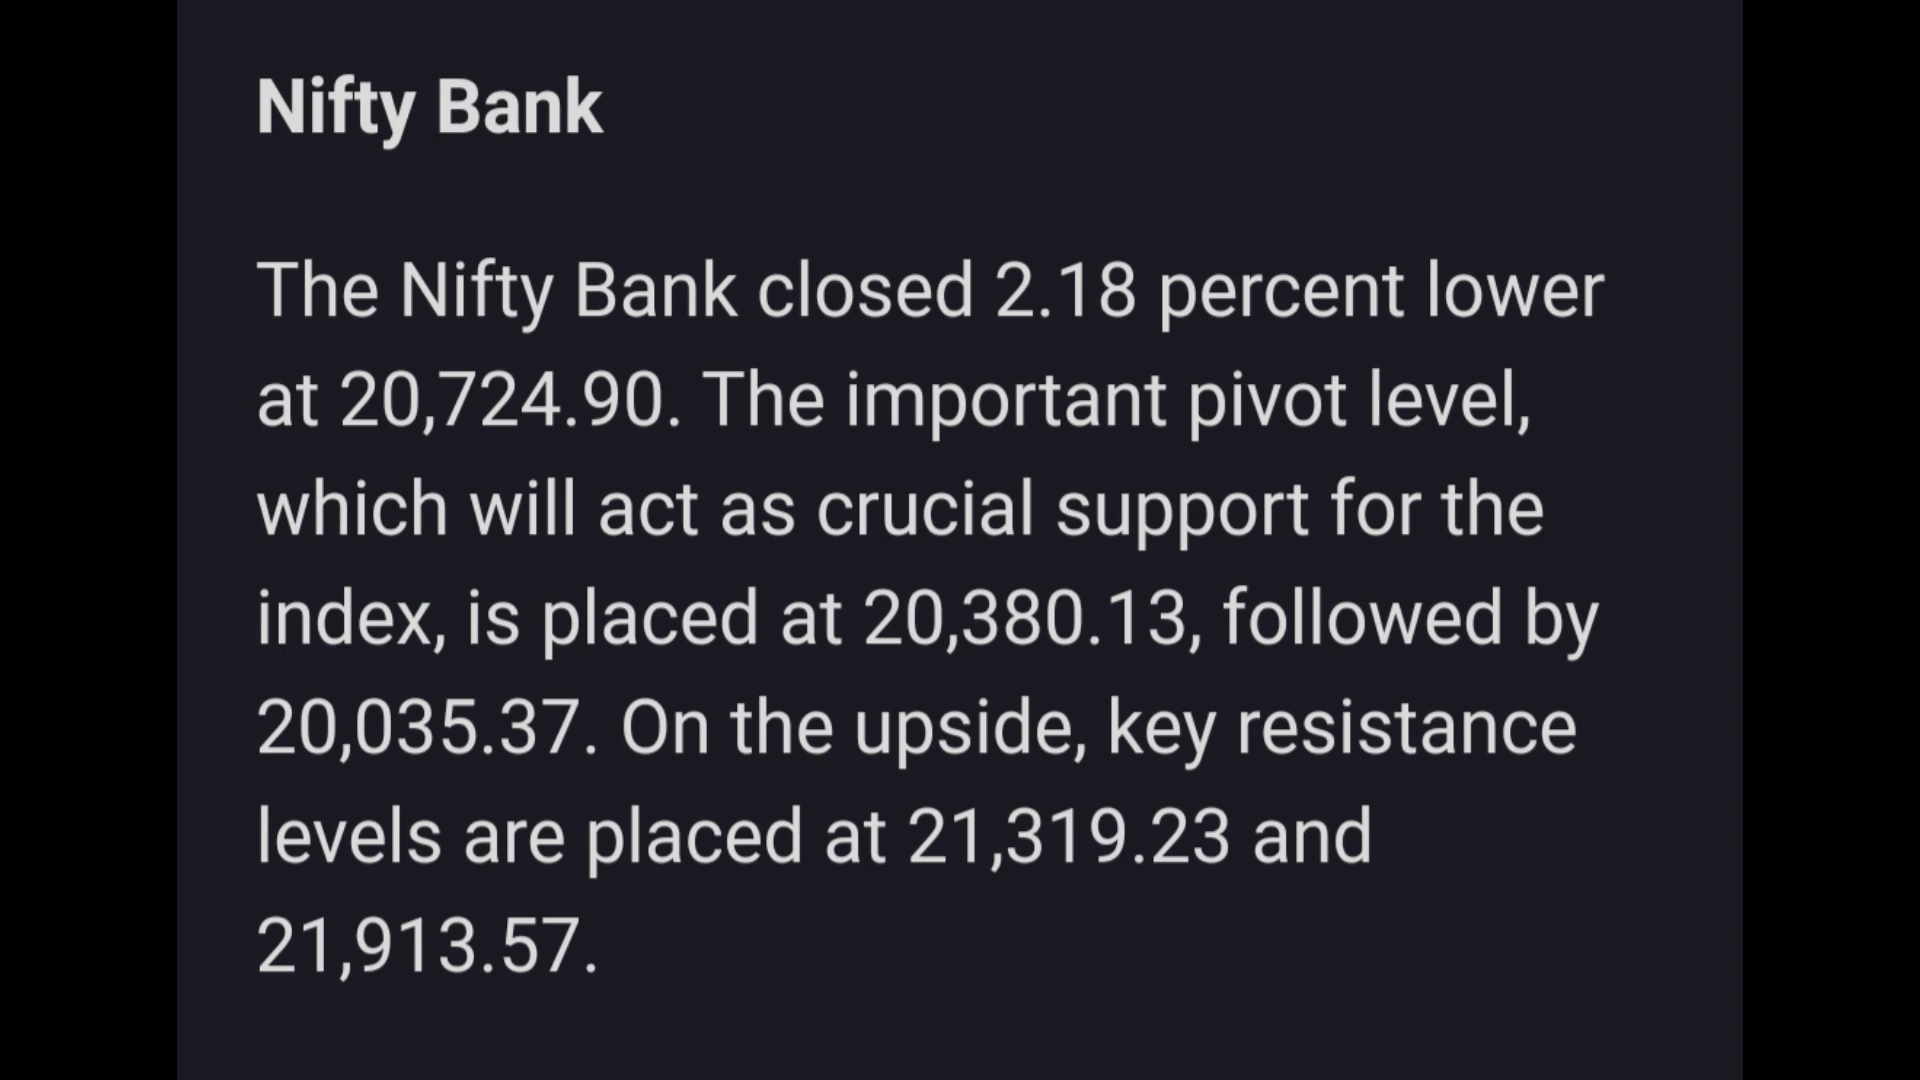 Nifty Bank
The Nifty Bank closed 2.18 percent lower
at 20,724.90. The important pivot level,
which will act as crucial support for the
index, is placed at 20,380.13, followed by
20,035.37. On the upside, key resistance
levels are placed at 21,319.23 and
21,913.57.